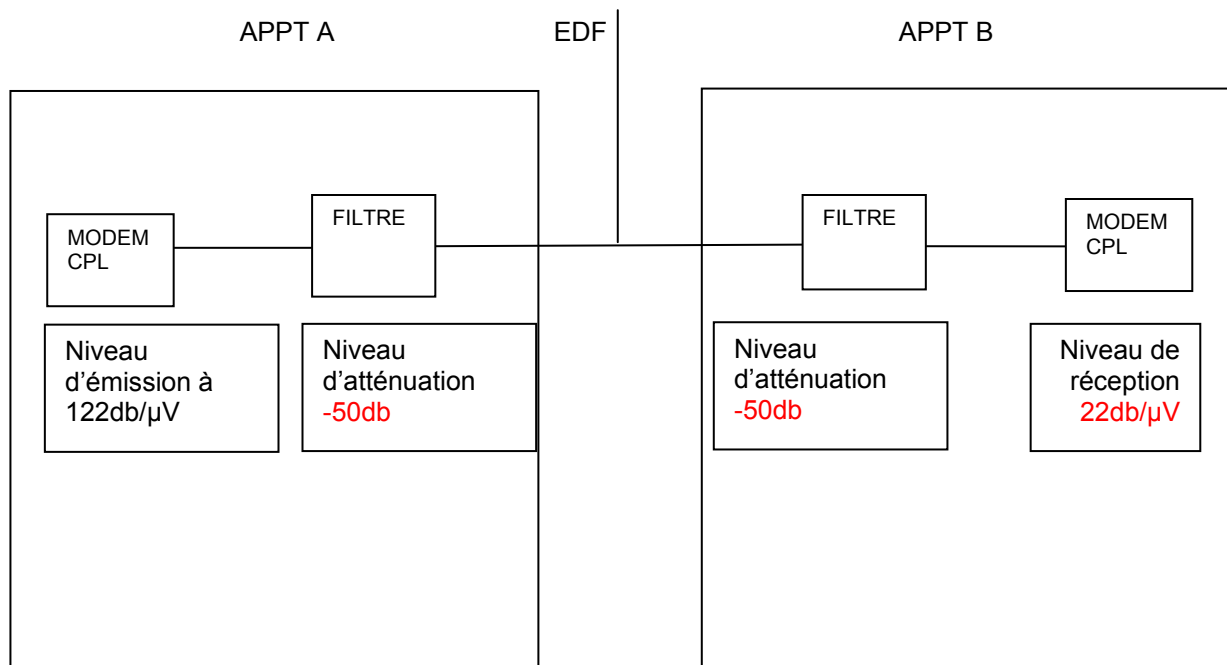 APPT A
EDF
APPT B
MODEM
CPL
FILTRE
FILTRE
MODEM
CPL
Niveau
d’émission à
122db/µV
Niveau
d’atténuation
-50db
Niveau
d’atténuation
-50db
Niveau de
réception
22db/µV